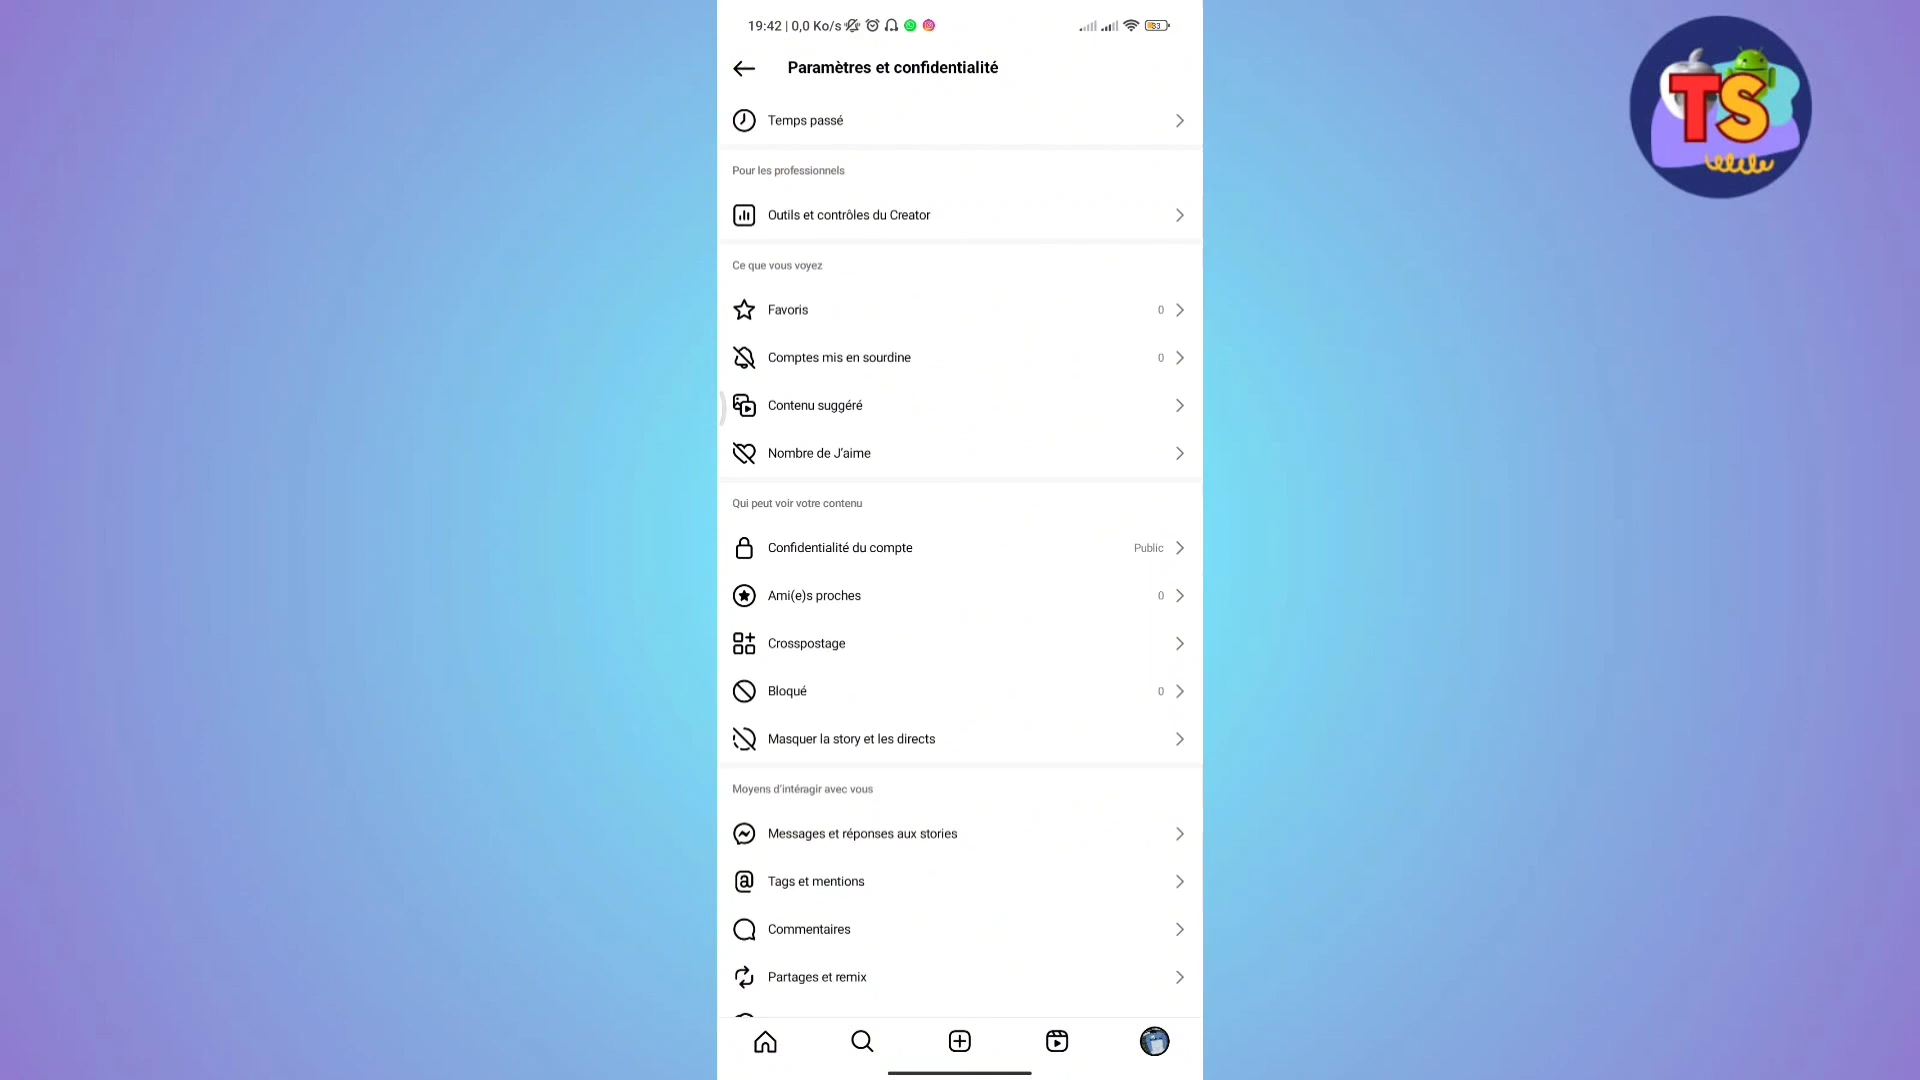 19:42 | 0,0 Ko/s
33
Paramètres et confidentialité
TS
Temps passé
Pour les professionnels
Outils et contrôles du Creator
Ce que vous voyez
Favoris 0
Comptes mis en sourdine 0
Contenu suggéré
Nombre de J’aime
Qui peut voir votre contenu
Confidentialité du compte Public
Ami(e)s proches 0
Crosspostage
Bloqué 0
Masquer la story et les directs
Moyens d’intéragir avec vous
Messages et réponses aux stories
Tags et mentions
Commentaires
Partages et remix